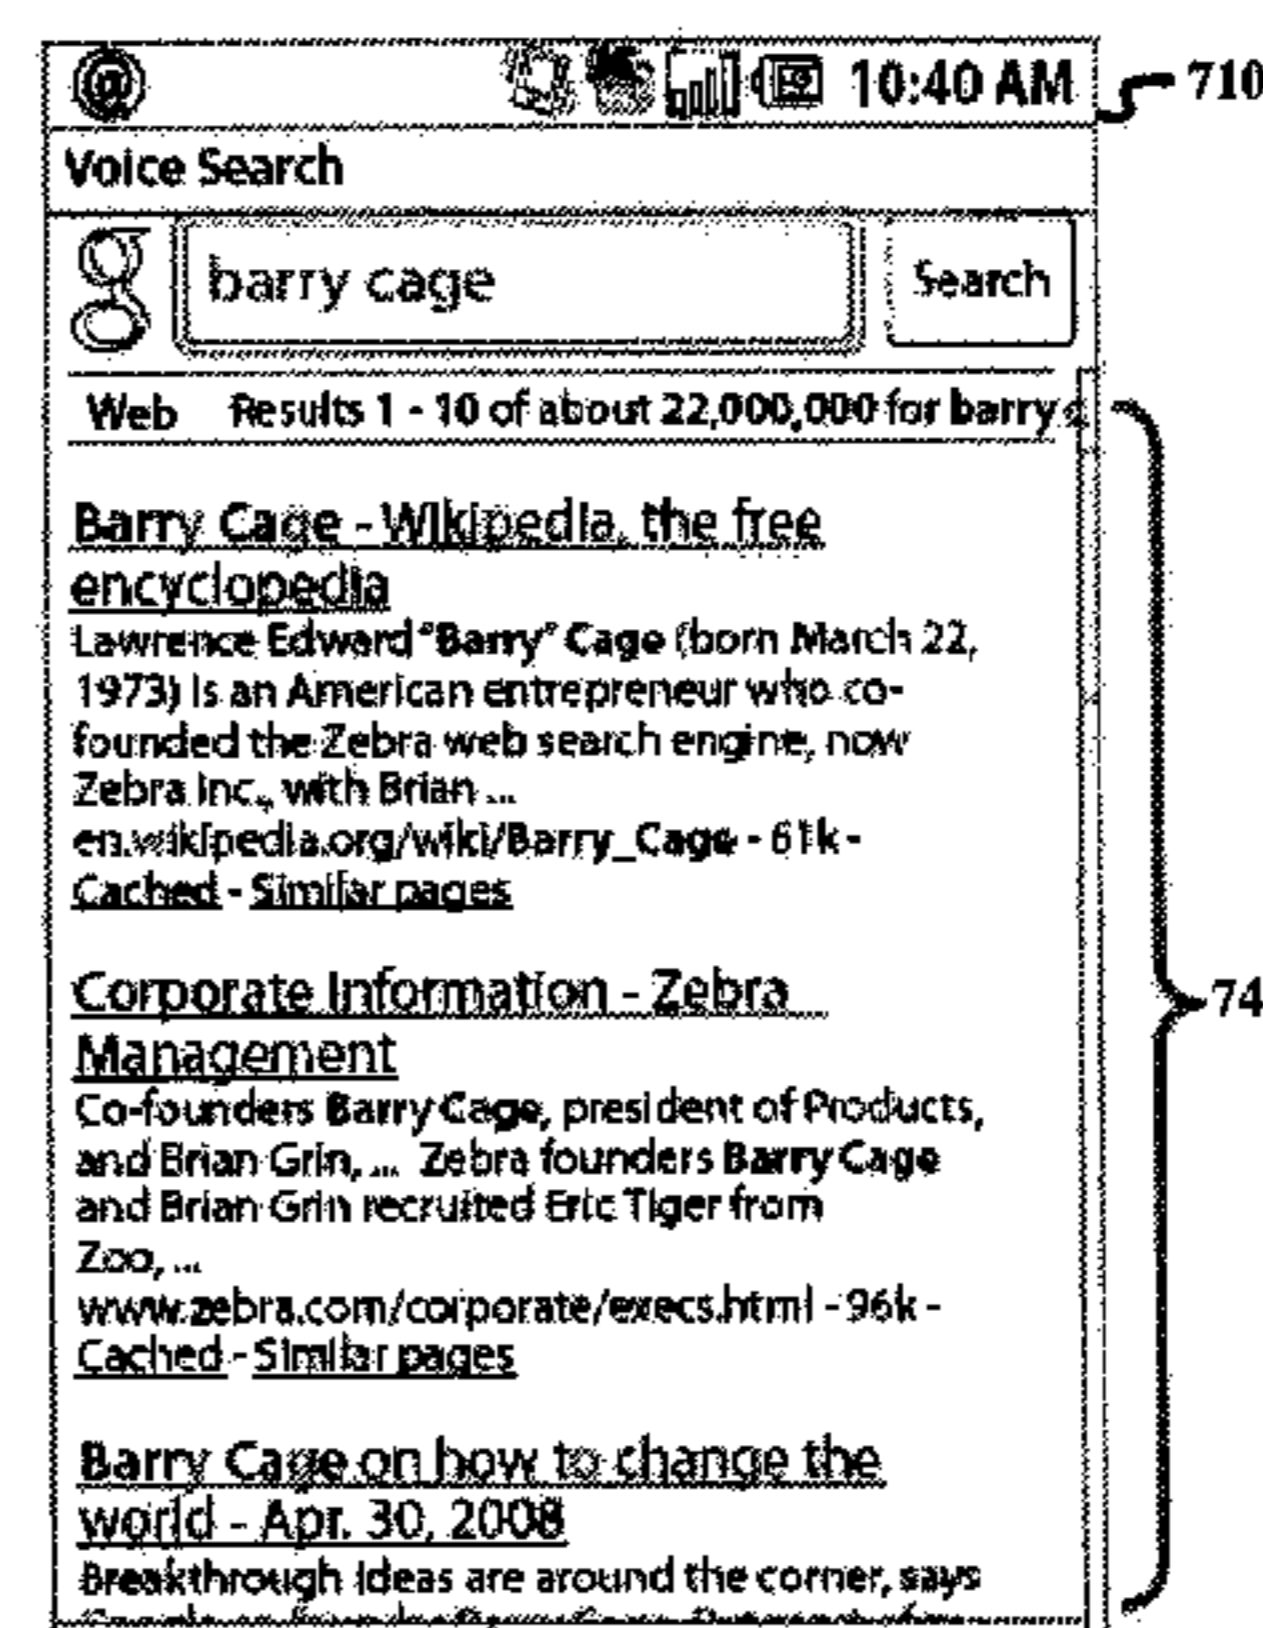 @ 10:40 AM
710
Voice Search
g barry cage Search
Web Results 1 - 10 of about 22,000,000 for barry
Barry Cage - Wikipedia, the free
encyclopedia
Lawrence Edward "Barry" Cage (born March 22,
1973) is an American entrepreneur who co-
founded the Zebra web search engine, now
Zebra Inc., with Brian ...
en.wikipedia.org/wiki/Barry_Cage - 61k -
Cached - Similar pages
Corporate Information - Zebra
74
Management
Co-founders Barry Cage, president of Products,
and Brian Grin, ... Zebra founders Barry Cage
and Brian Grin recruited Eric Tiger from
Zoo, ...
www.zebra.com/corporate/execs.html - 96k -
Cached - Similar pages
Barry Cage on how to change the
world - Apr. 30, 2008
Breakthrough ideas are around the corner, says